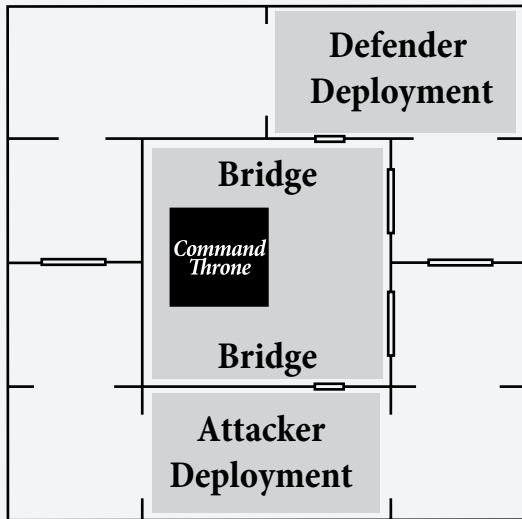 Defender
Deployment
Bridge
Command
Throne
Bridge
Attacker
Deployment